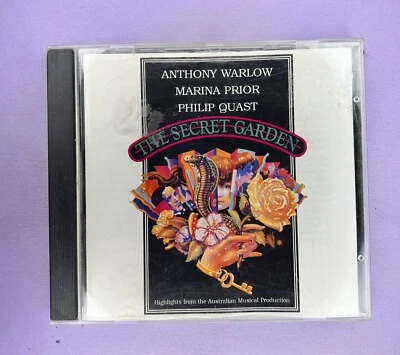 ANTHONY WARLOW
MARINA PRIOR
PHILIP QUAST
THE SECRET GARDEN
Highlights from the Australian Musical Production